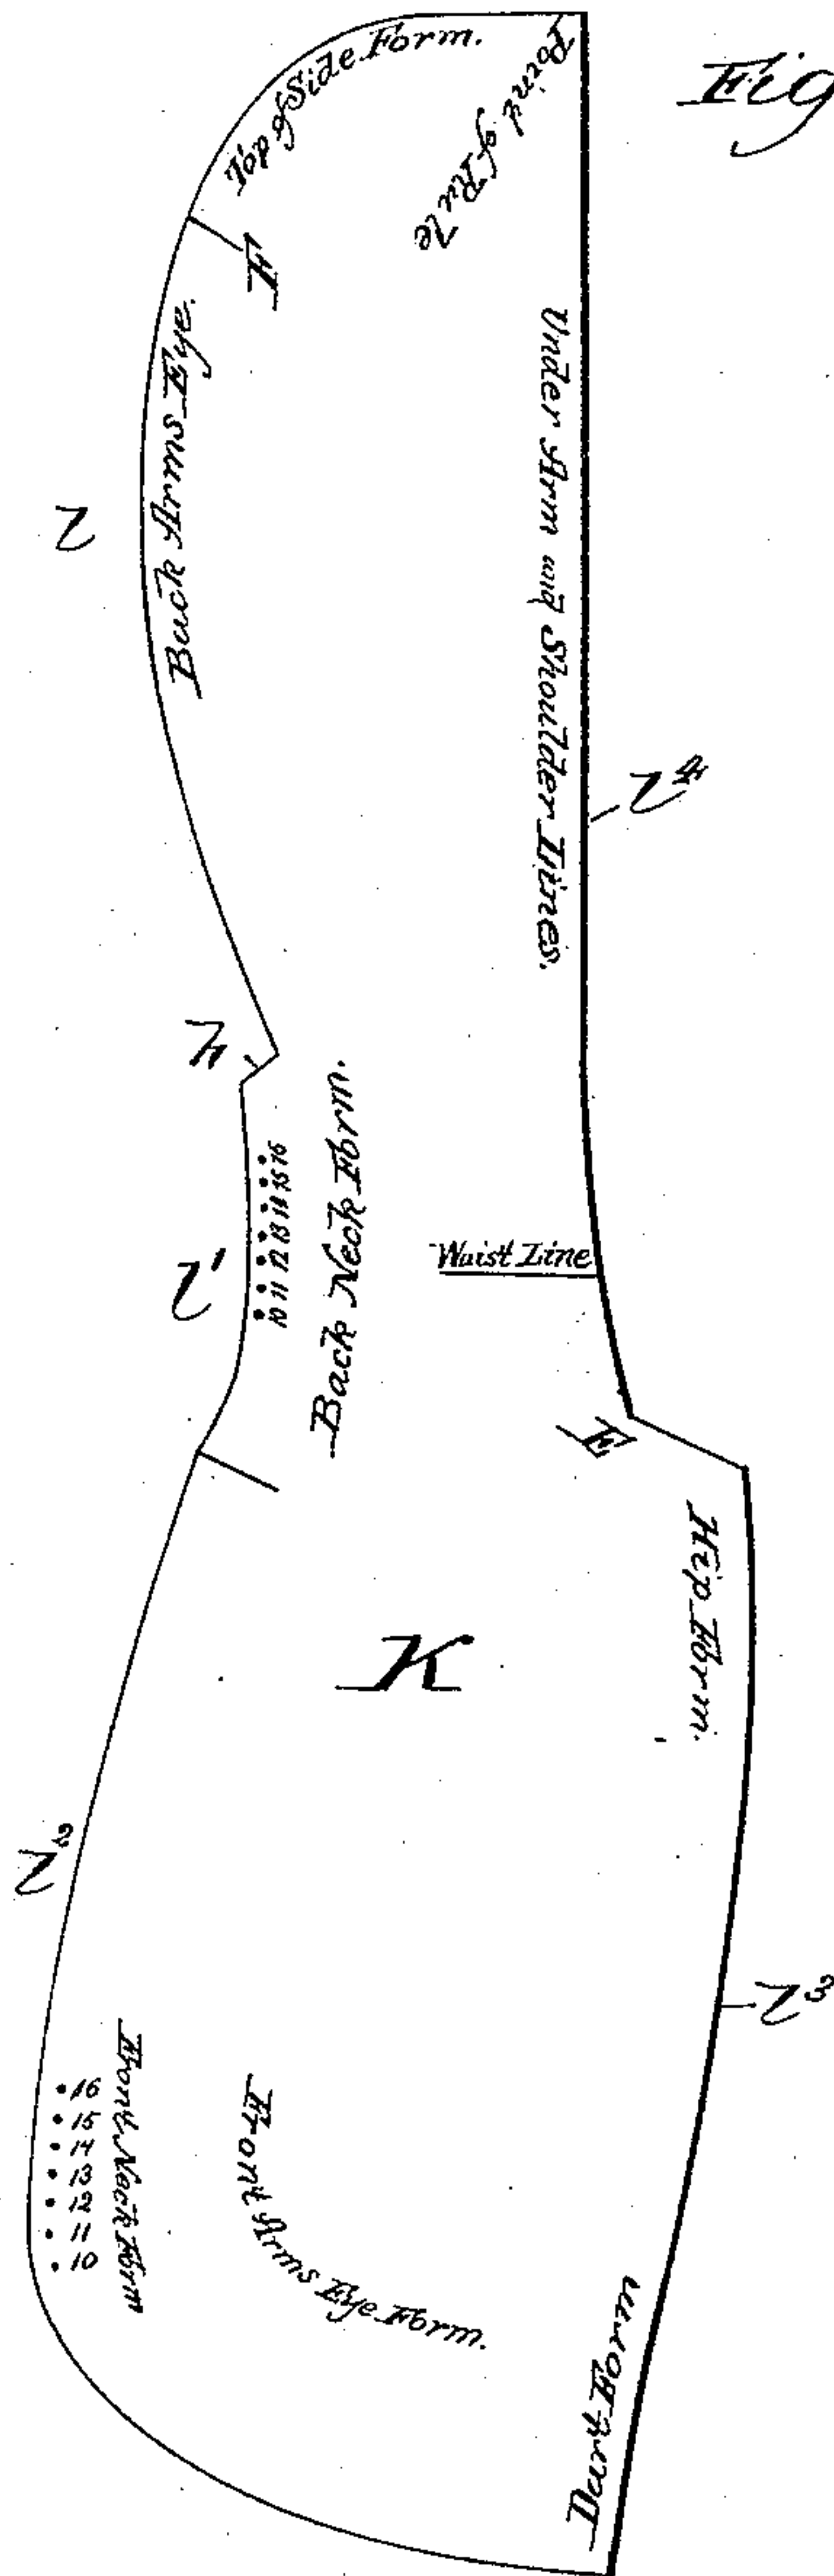 Fig
Top of Side Form.
Point of Rule
E
Back Arms Eye.
Under Arm and Shoulder Lines.
l
l⁴
h
Back Neck Form.
16
15
14
13
12
11
10
l'
Waist Line
E
Hip Form.
K
l²
l³
Front Neck Form
16
15
14
13
12
11
10
Front Arms Eye Form.
Dart Form